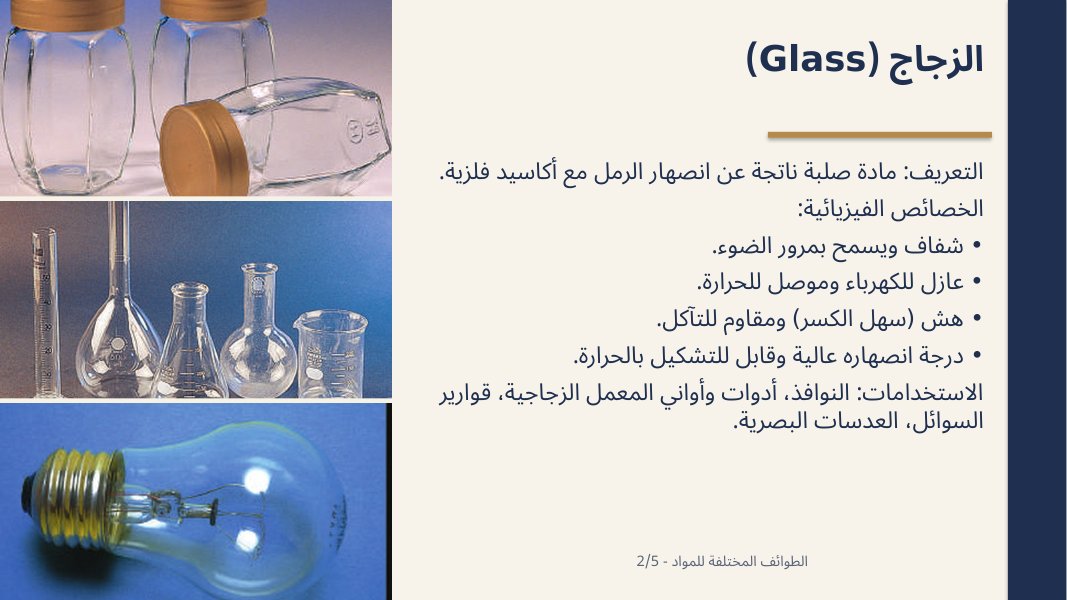 الزجاج (Glass)
التعريف: مادة صلبة ناتجة عن انصهار الرمل مع أكاسيد فلزية.
الخصائص الفيزيائية:
• شفاف ويسمح بمرور الضوء.
• عازل للكهرباء وموصل للحرارة.
• هش (سهل الكسر) ومقاوم للتآكل.
• درجة انصهاره عالية وقابل للتشكيل بالحرارة.
الاستخدامات: النوافذ، أدوات وأواني المعمل الزجاجية، قوارير
السوائل، العدسات البصرية.
الطوائف المختلفة للمواد - 2/5